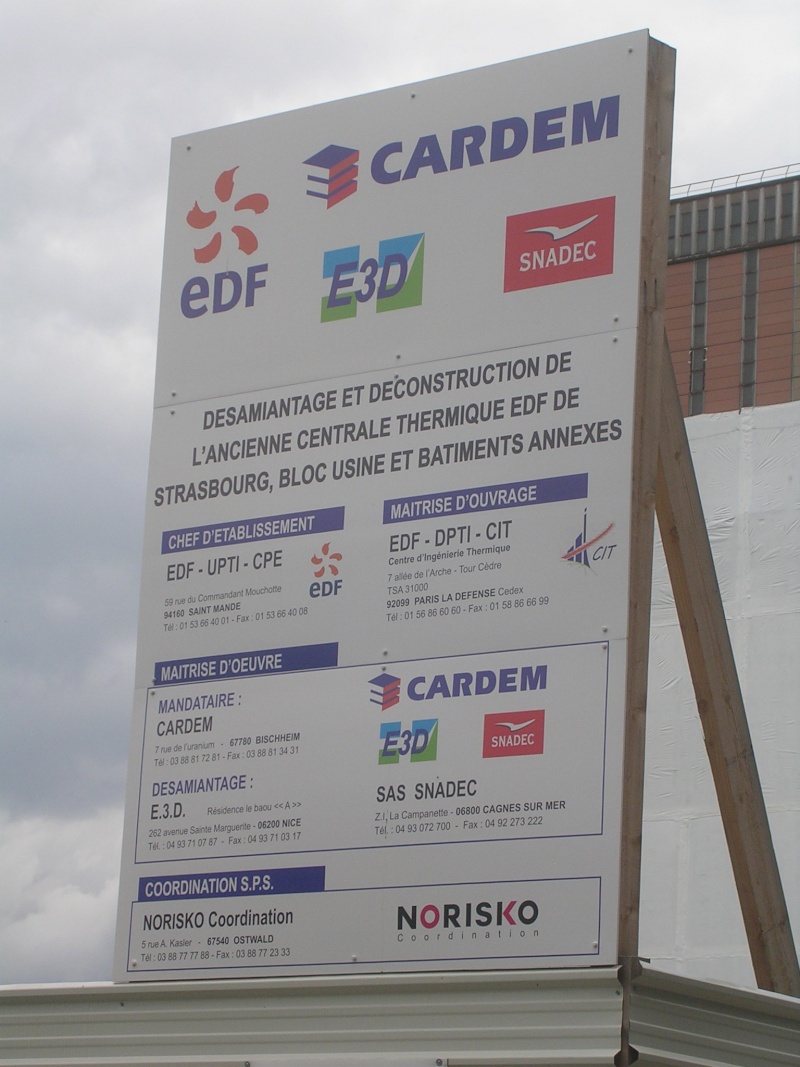 CARDEM
eDF
E3D
SNADEC
DESAMIANTAGE ET DECONSTRUCTION DE
L'ANCIENNE CENTRALE THERMIQUE EDF DE
STRASBOURG, BLOC USINE ET BATIMENTS ANNEXES
CHEF D'ETABLISSEMENT
EDF - UPTI - CPE
eDF
59 rue du Commandant Mouchotte
94160 SAINT MANDE
Tél : 01 53 66 40 01 - Fax : 01 53 66 40 08
MAITRISE D'OUVRAGE
EDF - DPTI - CIT
Centre d'Ingénierie Thermique
CIT
7 allée de l'Arche - Tour Cèdre
TSA 31000
92099 PARIS LA DEFENSE Cedex
Tél : 01 56 86 60 60 - Fax : 01 58 86 66 99
MAITRISE D'OEUVRE
MANDATAIRE :
CARDEM
7 rue de l'uranium - 67780 BISCHHEIM
Tél : 03 88 81 72 81 - Fax : 03 88 81 34 31
DESAMIANTAGE :
E.3.D. Résidence le baou << A >>
262 avenue Sainte Marguerite - 06200 NICE
Tél. : 04 93 71 07 87 - Fax : 04 93 71 03 17
CARDEM
E3D
SNADEC
SAS SNADEC
Z.I. La Campanette - 06800 CAGNES SUR MER
Tél. : 04 93 072 700 - Fax : 04 92 273 222
COORDINATION S.P.S.
NORISKO Coordination
5 rue A. Kasler - 67540 OSTWALD
Tél : 03 88 77 77 88 - Fax : 03 88 77 23 33
NORISKO
Coordination